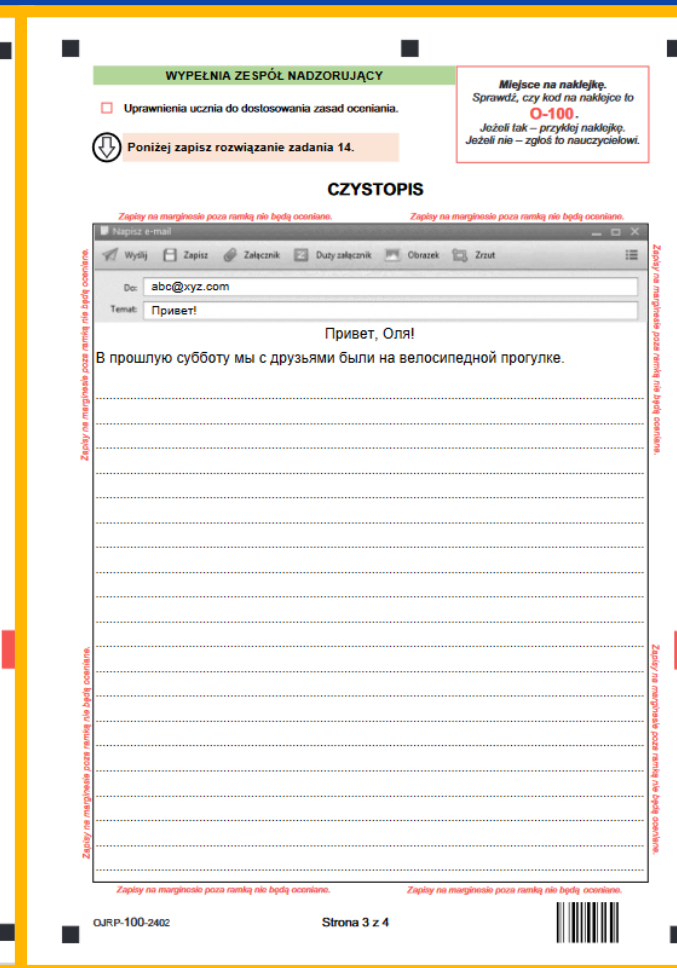 WYPEŁNIA ZESPÓŁ NADZORUJĄCY
Uprawnienia ucznia do dostosowania zasad oceniania.
Poniżej zapisz rozwiązanie zadania 14.
Miejsce na naklejkę.
Sprawdź, czy kod na naklejce to
O-100.
Jeżeli tak – przyklej naklejkę.
Jeżeli nie – zgłoś to nauczycielowi.
CZYSTOPIS
Zapisy na marginesie poza ramką nie będą oceniane.
Zapisy na marginesie poza ramką nie będą oceniane.
Napisz e-mail
Wyślij Zapisz Załącznik Duży załącznik Obrazek Zrzut
Do: abc@xyz.com
Temat: Привет!
Привет, Оля!
В прошлую субботу мы с друзьями были на велосипедной прогулке.
Zapisy na marginesie poza ramką nie będą oceniane.
Zapisy na marginesie poza ramką nie będą oceniane.
Zapisy na marginesie poza ramką nie będą oceniane.
Zapisy na marginesie poza ramką nie będą oceniane.
Zapisy na marginesie poza ramką nie będą oceniane.
Zapisy na marginesie poza ramką nie będą oceniane.
OJRP-100-2402
Strona 3 z 4